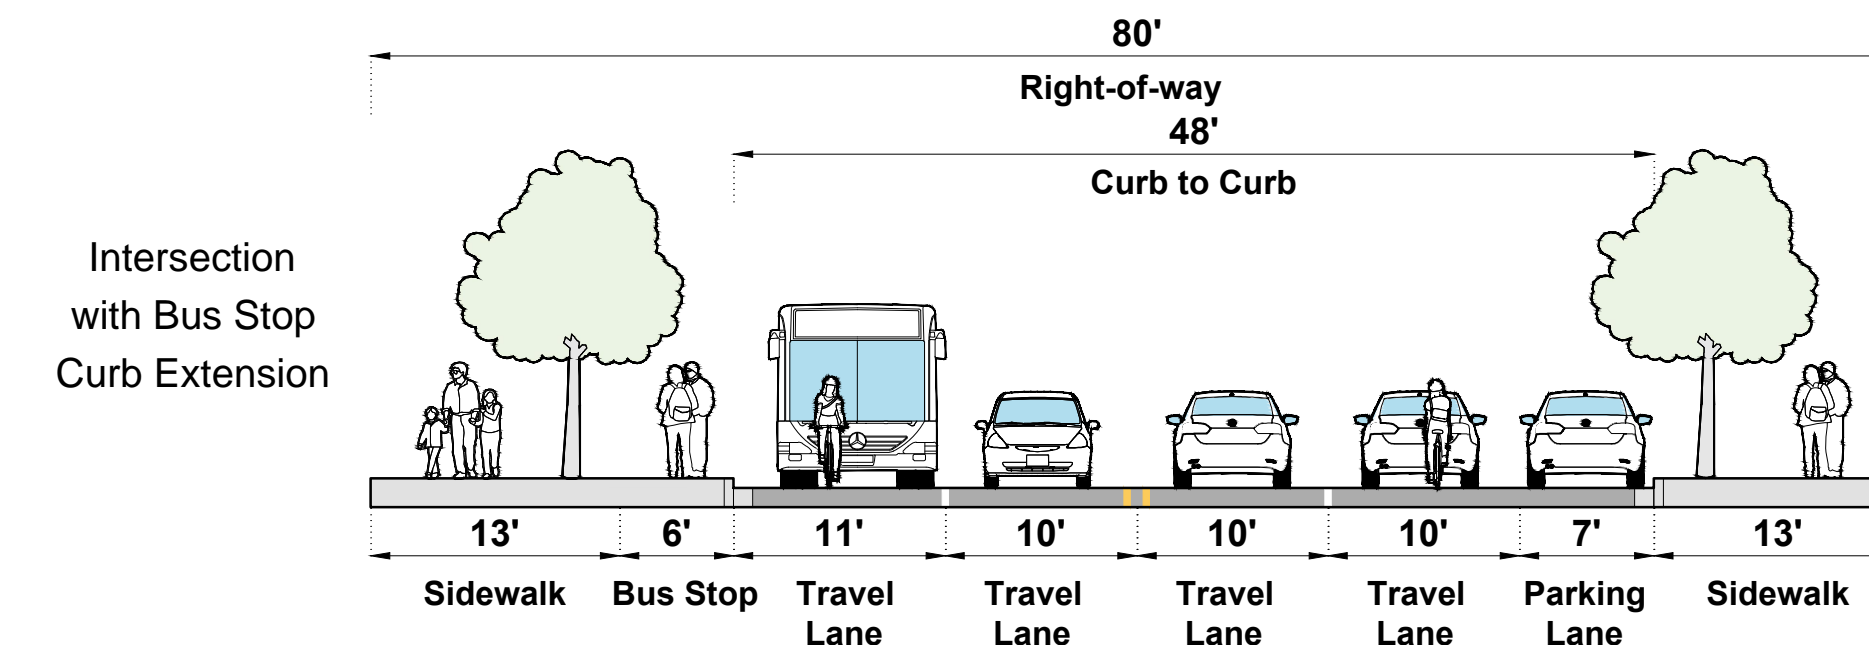 80'
Right-of-way
48'
Curb to Curb
Intersection
with Bus Stop
Curb Extension
13' 6' 11' 10' 10' 10' 7' 13'
Sidewalk Bus Stop Travel Travel Travel Travel Parking Sidewalk
Lane Lane Lane Lane Lane